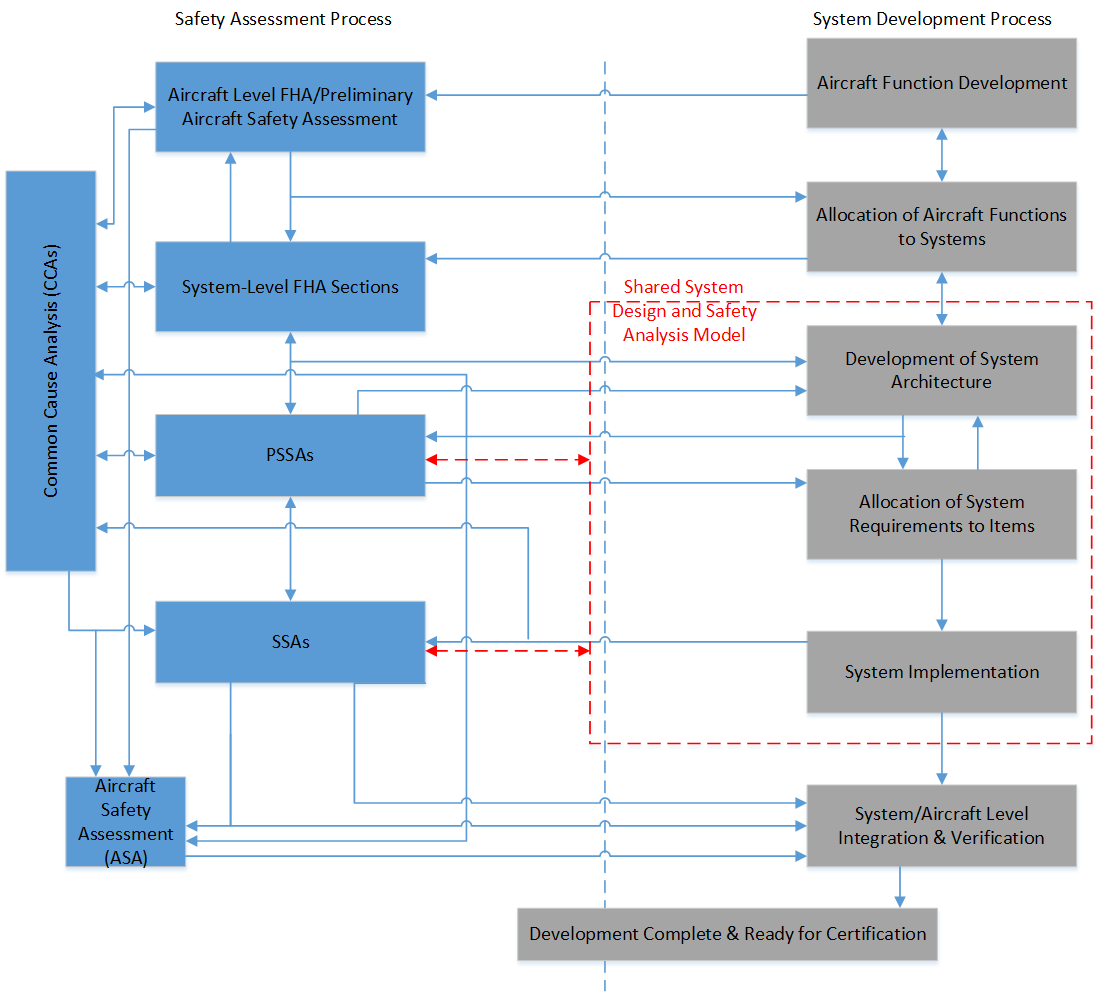 Safety Assessment Process
System Development Process
Aircraft Level FHA/Preliminary
Aircraft Safety Assessment
Aircraft Function Development
Common Cause Analysis (CCAs)
Allocation of Aircraft Functions
to Systems
System-Level FHA Sections
Shared System
Design and Safety
Analysis Model
Development of System
Architecture
PSSAs
Allocation of System
Requirements to Items
SSAs
System Implementation
Aircraft
Safety
Assessment
(ASA)
System/Aircraft Level
Integration & Verification
Development Complete & Ready for Certification